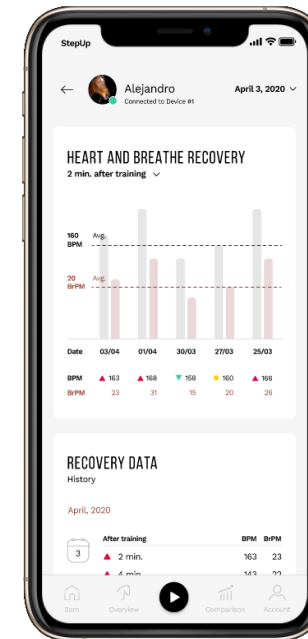 StepUp
Alejandro
Connected to Device #1
April 3, 2020
HEART AND BREATHE RECOVERY
2 min. after training
160 Avg.
BPM
20 Avg.
BrPM
Date 03/04 01/04 30/03 27/03 25/03
BPM 163 168 158 160 166
BrPM 23 31 15 20 26
RECOVERY DATA
History
April, 2020
3 After training BPM BrPM
2 min. 163 23
4 min. 143 22
Barn Overview Comparison Account